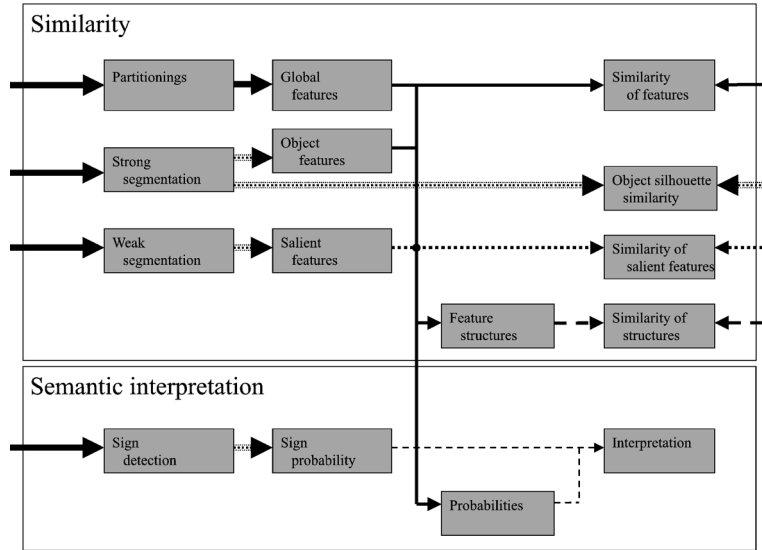 Similarity
Partitionings
Global
features
Similarity
of features
Strong
segmentation
Object
features
Object silhouette
similarity
Weak
segmentation
Salient
features
Similarity of
salient features
Feature
structures
Similarity of
structures
Semantic interpretation
Sign
detection
Sign
probability
Interpretation
Probabilities